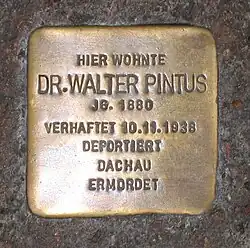 HIER WOHNTE
DR. WALTER PINTUS
JG. 1880
VERHAFTET 10.11.1938
DEPORTIERT
DACHAU
ERMORDET